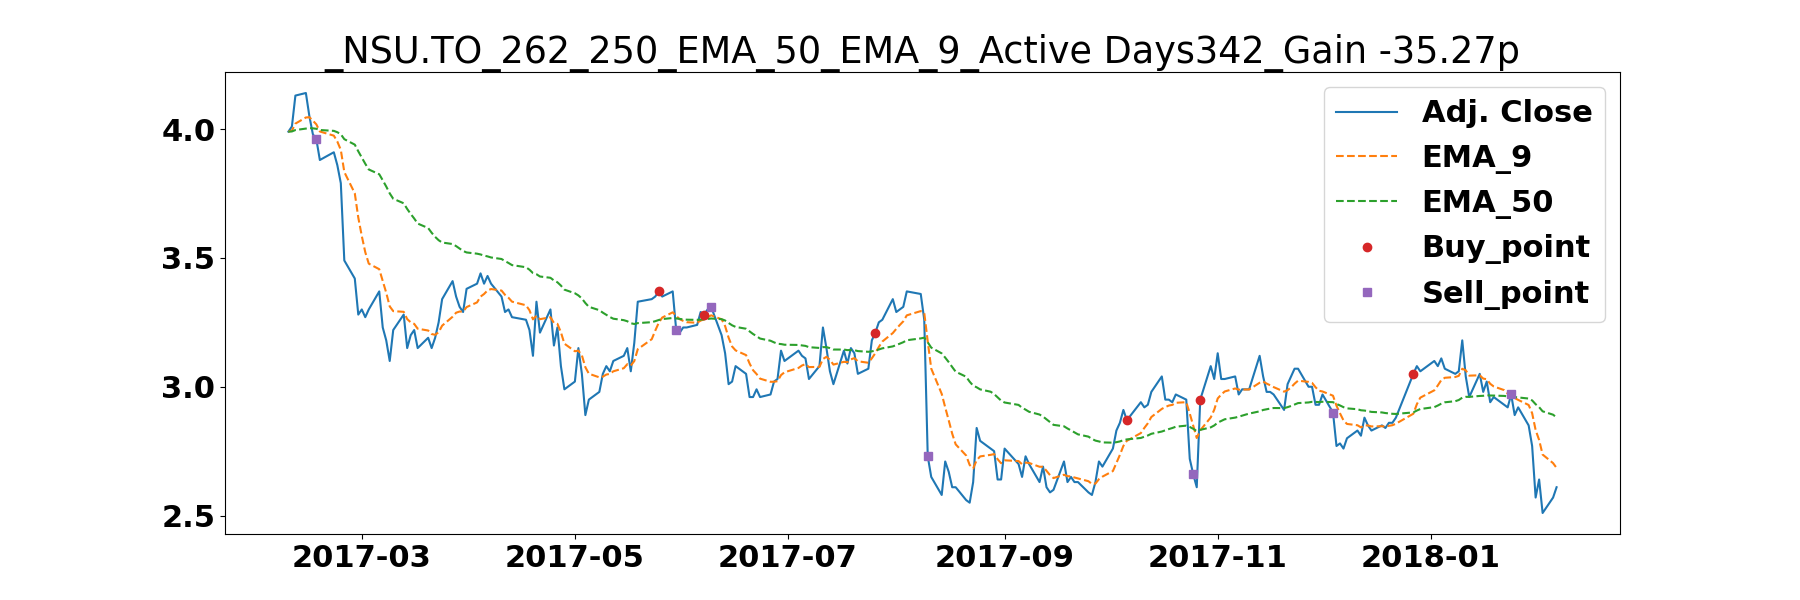 _NSU.TO_262_250_EMA_50_EMA_9_Active Days342_Gain -35.27p
4.0
3.5
3.0
2.5
Adj. Close
EMA_9
EMA_50
Buy_point
Sell_point
2017-03 2017-05 2017-07 2017-09 2017-11 2018-01